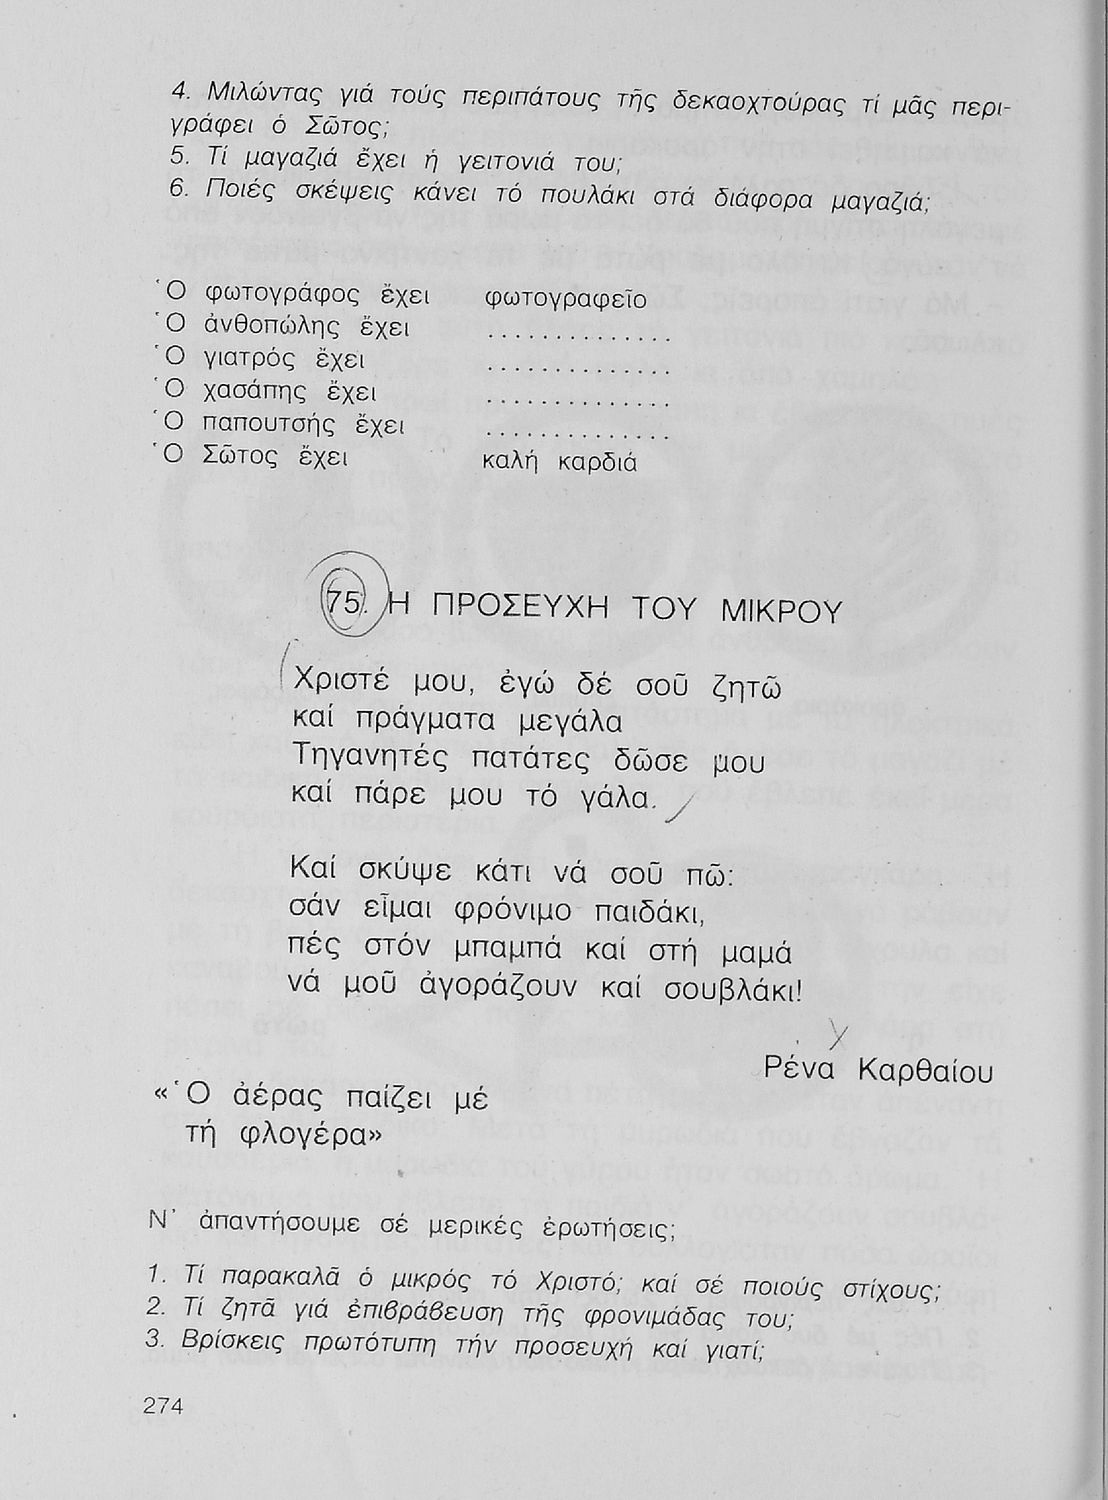 4. Μιλώντας γιά τούς περιπάτους τῆς δεκαοχτούρας τί μᾶς περι-
γράφει ὁ Σῶτος;
5. Τί μαγαζιά ἔχει ἡ γειτονιά του;
6. Ποιές σκέψεις κάνει τό πουλάκι στά διάφορα μαγαζιά;
Ὁ φωτογράφος ἔχει φωτογραφεῖο
Ὁ ἀνθοπώλης ἔχει ..............
Ὁ γιατρός ἔχει ..............
Ὁ χασάπης ἔχει ..............
Ὁ παπουτσής ἔχει ..............
Ὁ Σῶτος ἔχει καλή καρδιά
75. Η ΠΡΟΣΕΥΧΗ ΤΟΥ ΜΙΚΡΟΥ
Χριστέ μου, ἐγώ δέ σοῦ ζητῶ
καί πράγματα μεγάλα
Τηγανητές πατάτες δῶσε μου
καί πάρε μου τό γάλα.
Καί σκύψε κάτι νά σοῦ πῶ:
σάν εἶμαι φρόνιμο παιδάκι,
πές στόν μπαμπά καί στή μαμά
νά μοῦ ἀγοράζουν καί σουβλάκι!
Ρένα Καρθαίου
«Ὁ ἀέρας παίζει μέ
τή φλογέρα»
Ν' ἀπαντήσουμε σέ μερικές ἐρωτήσεις;
1. Τί παρακαλᾶ ὁ μικρός τό Χριστό; καί σέ ποιούς στίχους;
2. Τί ζητᾶ γιά ἐπιβράβευση τῆς φρονιμάδας του;
3. Βρίσκεις πρωτότυπη τήν προσευχή καί γιατί;
274